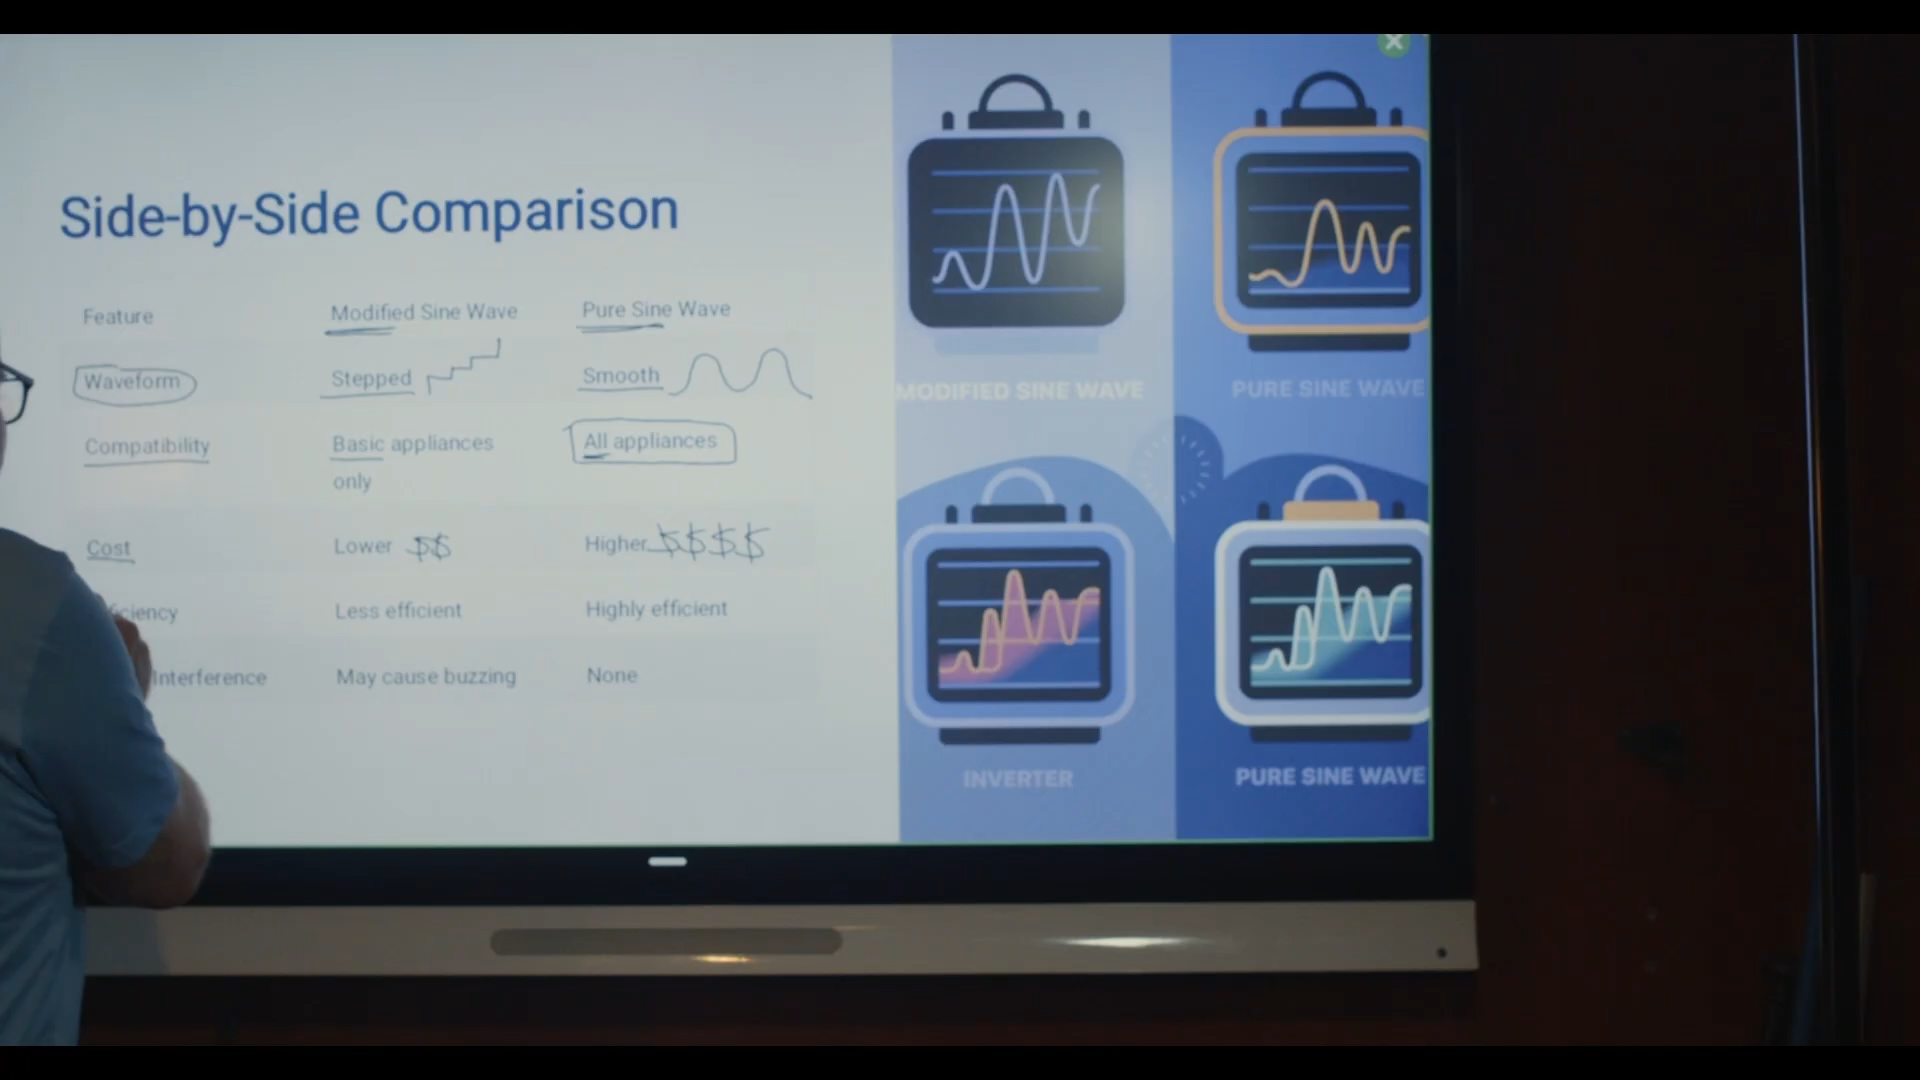 Side-by-Side Comparison
Feature Modified Sine Wave Pure Sine Wave
Waveform Stepped Smooth
Compatibility Basic appliances only All appliances
Cost Lower $$ Higher $$$$
ciency Less efficient Highly efficient
Interference May cause buzzing None
MODIFIED SINE WAVE
PURE SINE WAVE
INVERTER
PURE SINE WAVE